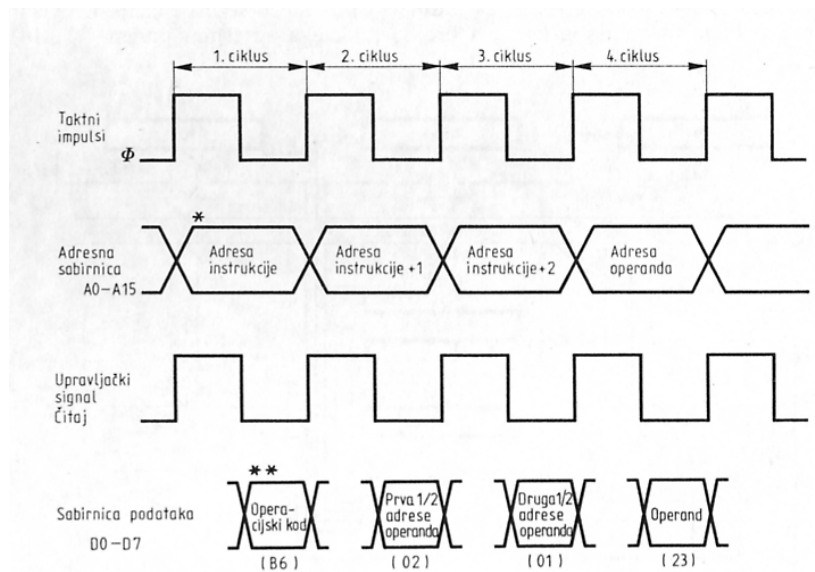 1. ciklus 2. ciklus 3. ciklus 4. ciklus
Taktni
impulsi
Φ
*
Adresna
sabirnica
A0-A15
Adresa
instrukcije
Adresa
instrukcije +1
Adresa
instrukcije+2
Adresa
operanda
Upravljački
signal
Čitaj
**
Sabirnica podataka
D0-D7
Opera-
cijski kod
Prva 1/2
adrese
operanda
Druga1/2
adrese
operanda
Operand
(B6) (02) (01) (23)